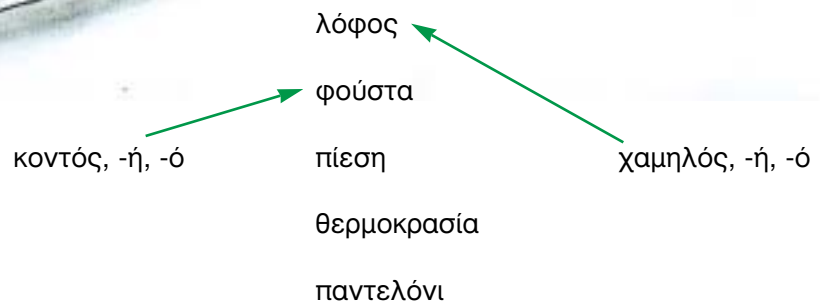 λόφος
φούστα
κοντός, -ή, -ό πίεση χαμηλός, -ή, -ό
θερμοκρασία
παντελόνι